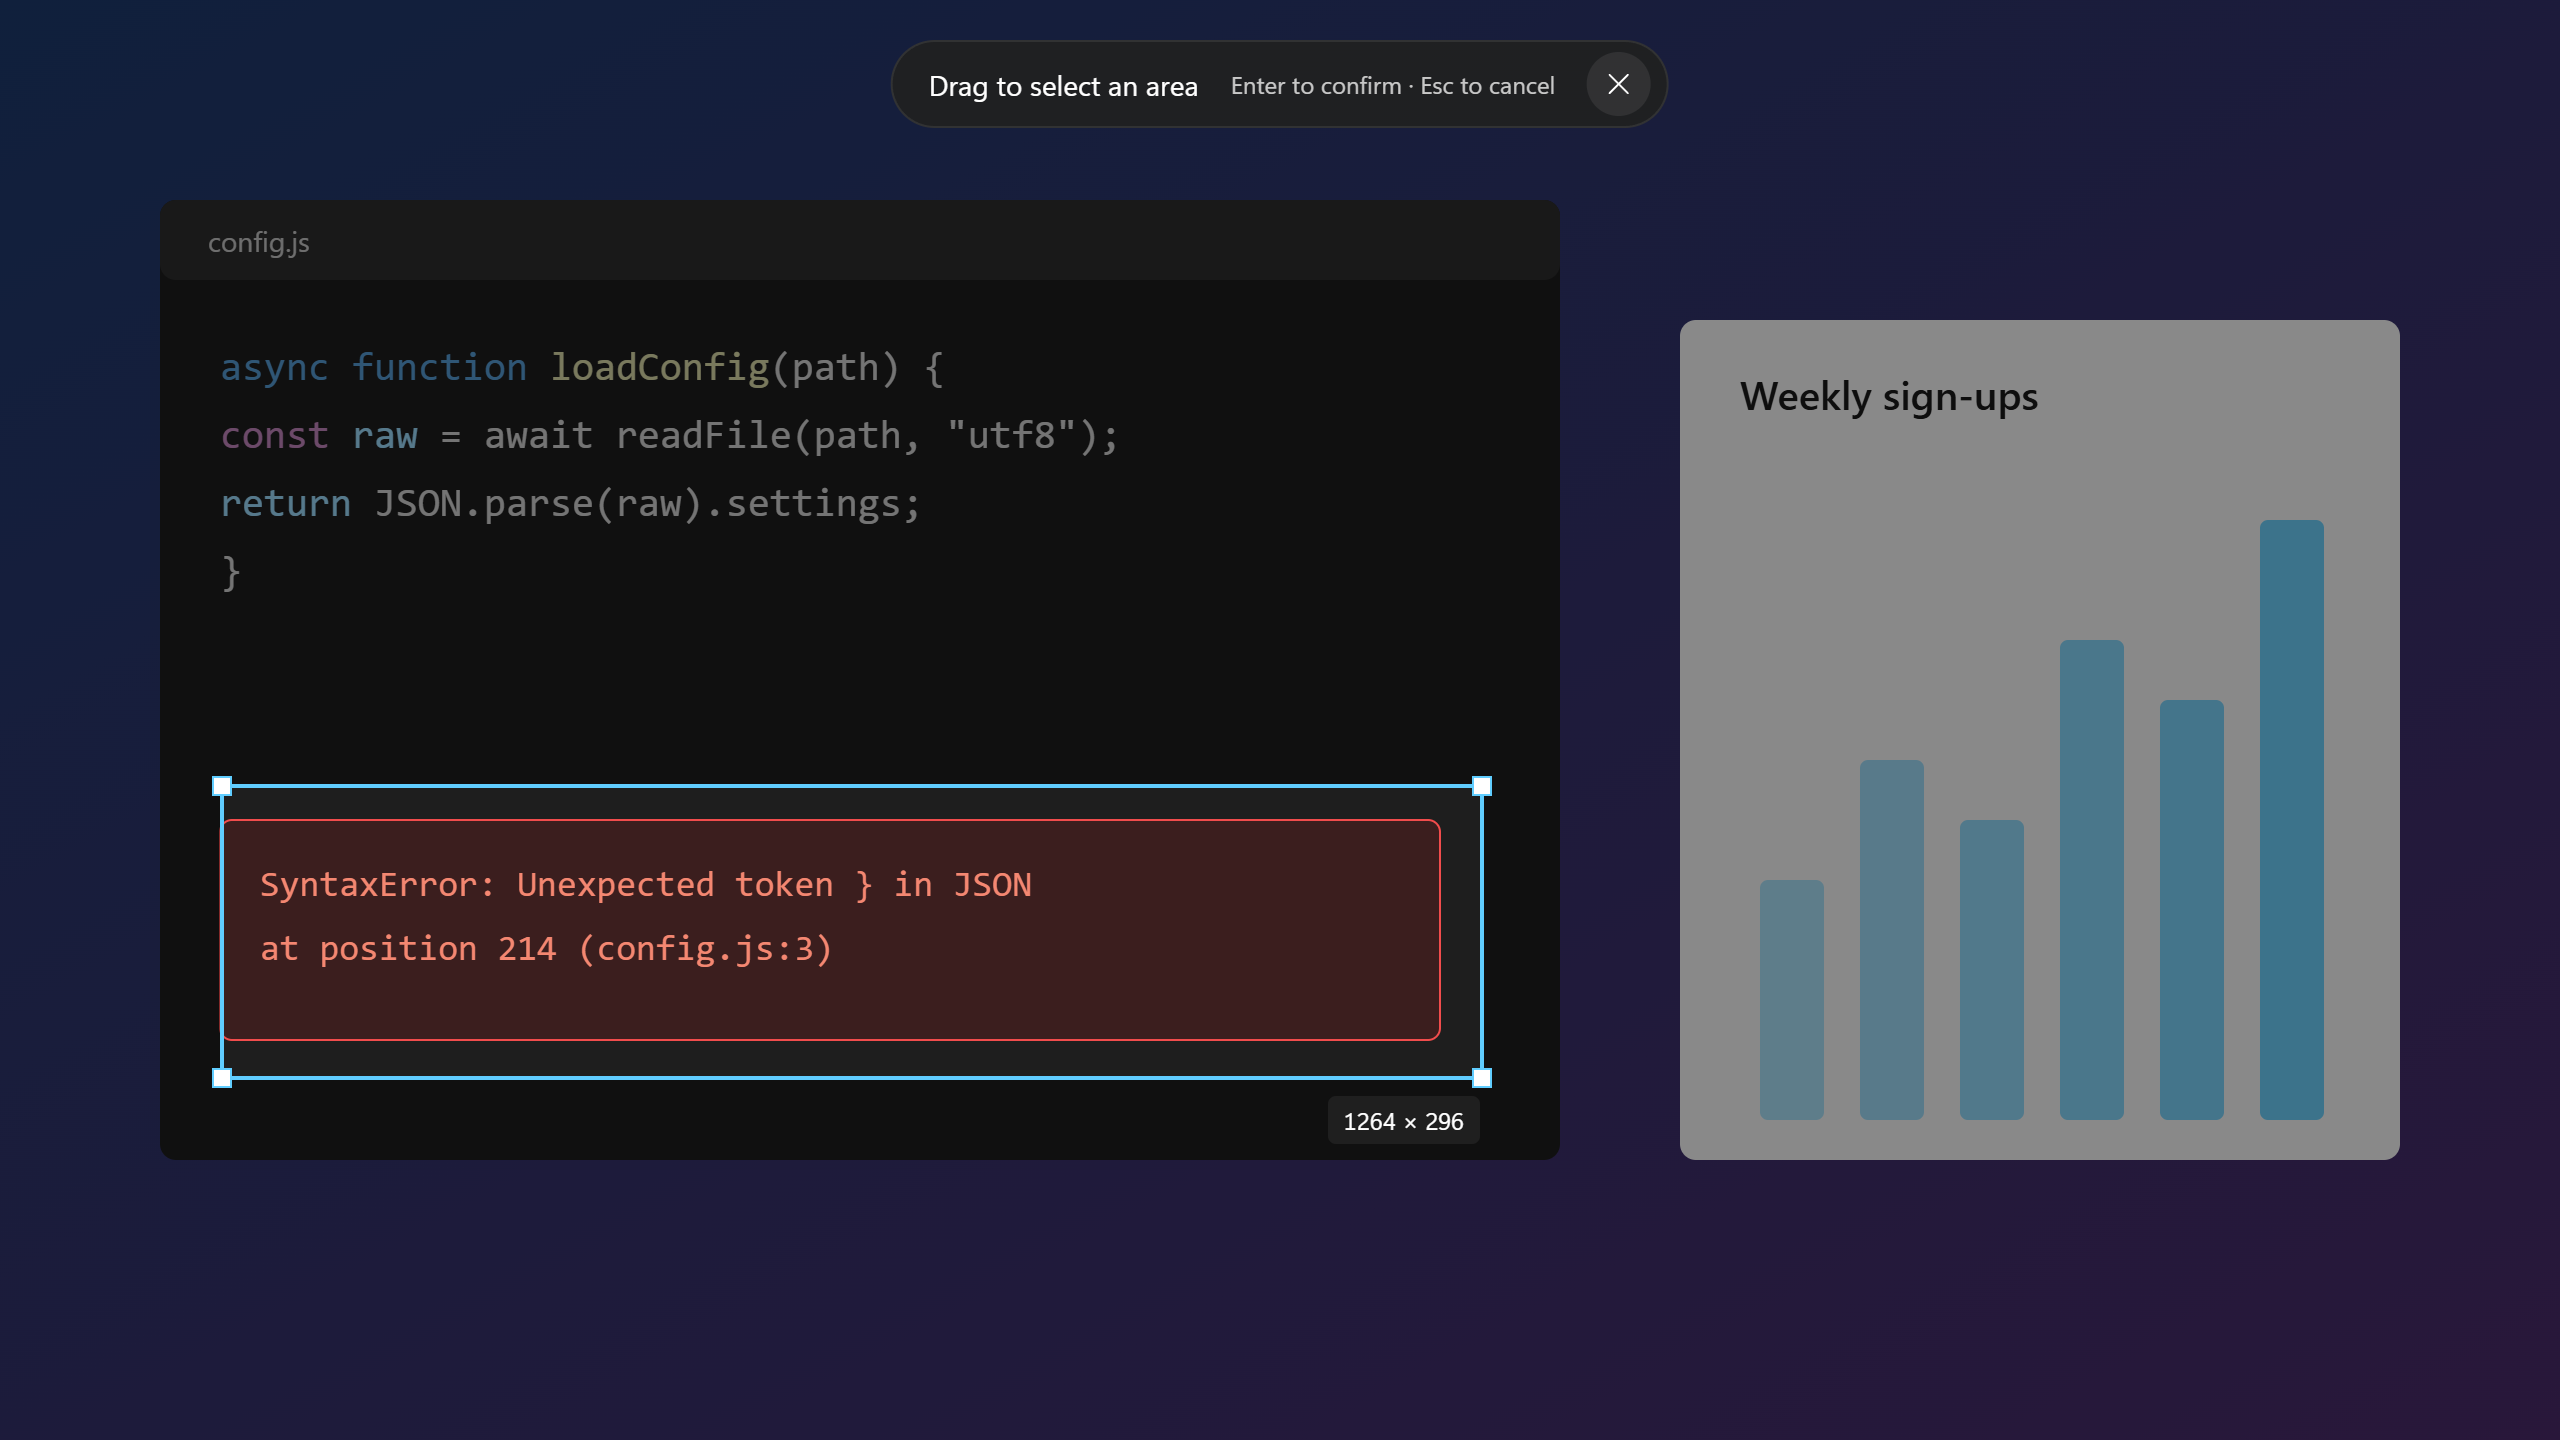 Drag to select an area Enter to confirm · Esc to cancel
config.js
async function loadConfig(path) {
const raw = await readFile(path, "utf8");
return JSON.parse(raw).settings;
}
SyntaxError: Unexpected token } in JSON
at position 214 (config.js:3)
1264 × 296
Weekly sign-ups